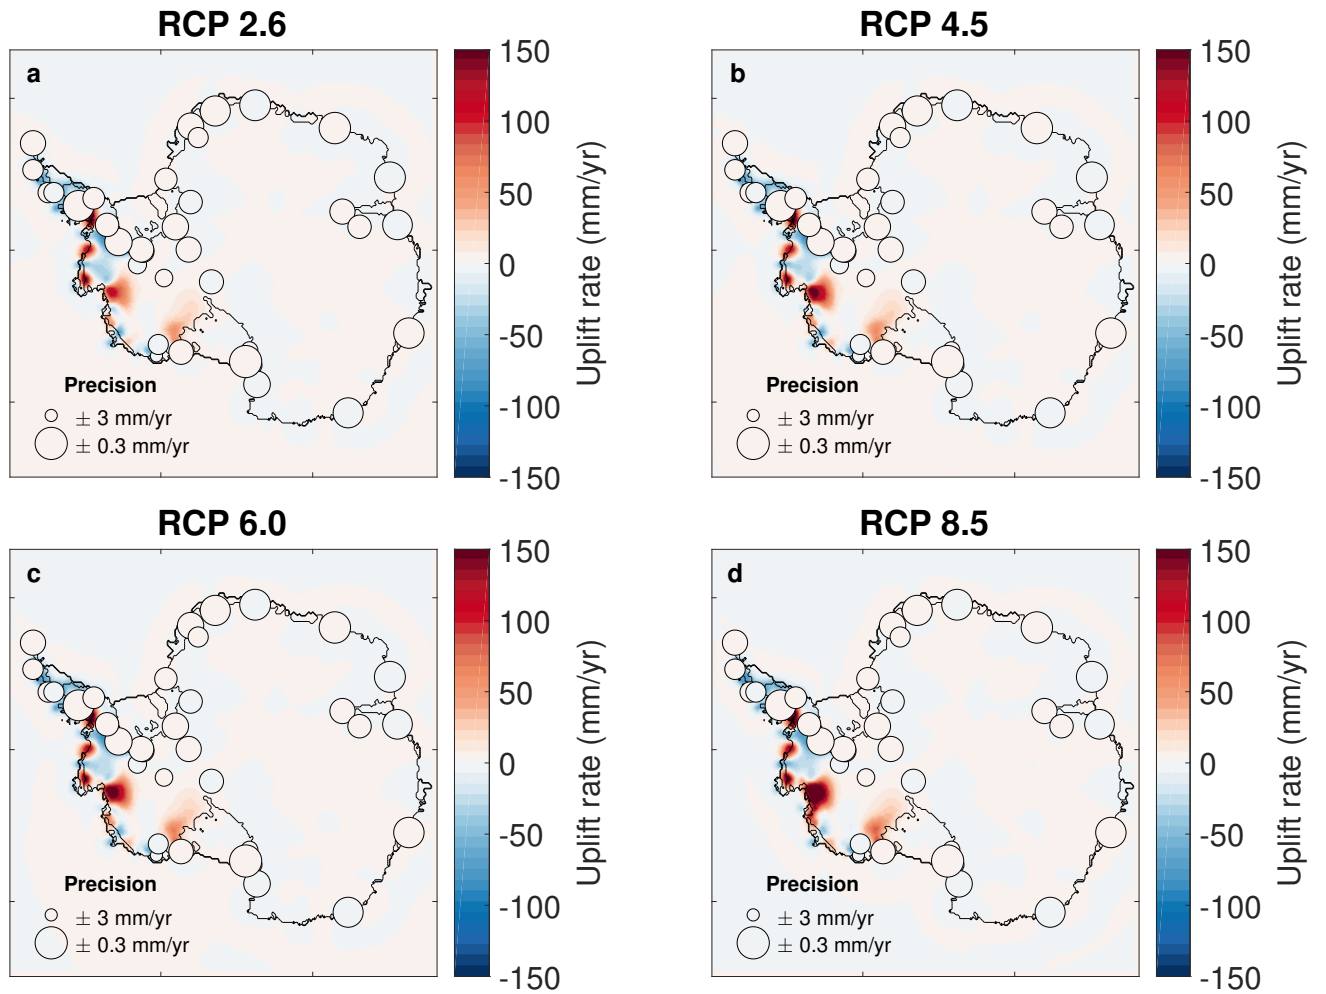 RCP 2.6
a
150
100
50
0
-50
-100
-150
Uplift rate (mm/yr)
Precision
± 3 mm/yr
± 0.3 mm/yr
RCP 4.5
b
150
100
50
0
-50
-100
-150
Uplift rate (mm/yr)
Precision
± 3 mm/yr
± 0.3 mm/yr
RCP 6.0
c
150
100
50
0
-50
-100
-150
Uplift rate (mm/yr)
Precision
± 3 mm/yr
± 0.3 mm/yr
RCP 8.5
d
150
100
50
0
-50
-100
-150
Uplift rate (mm/yr)
Precision
± 3 mm/yr
± 0.3 mm/yr